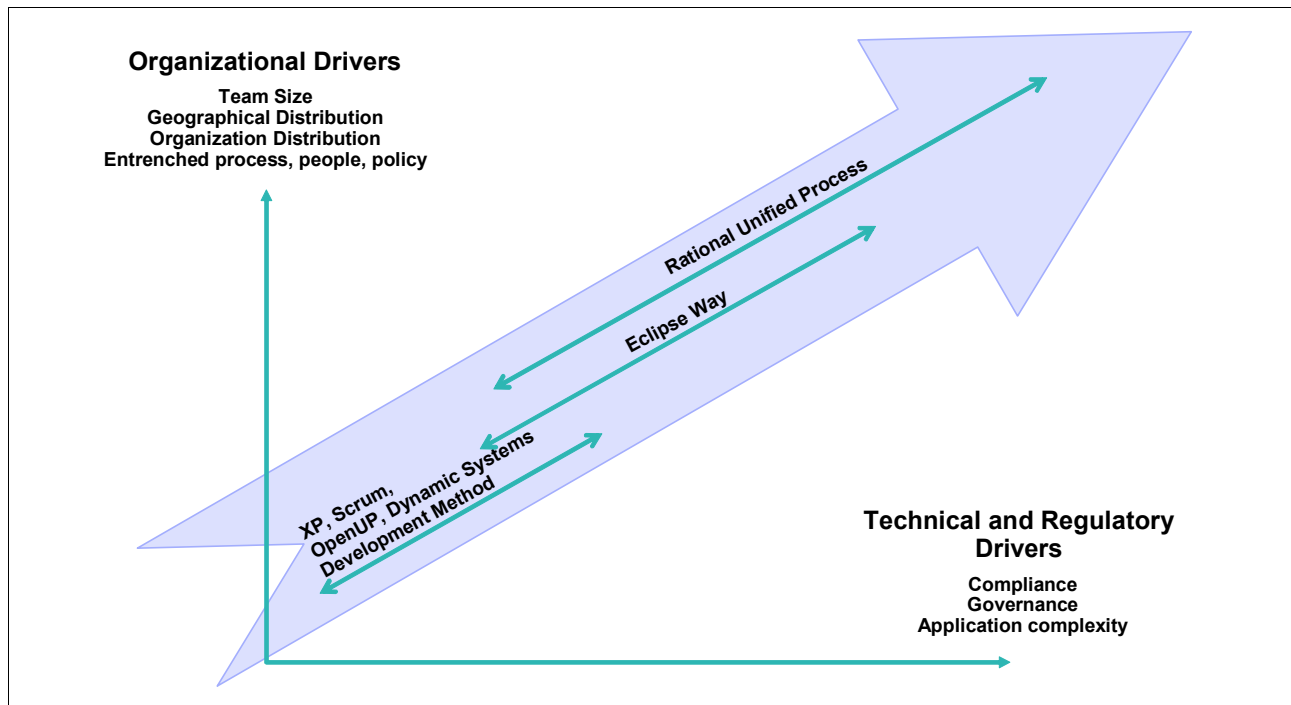 Organizational Drivers
Team Size
Geographical Distribution
Organization Distribution
Entrenched process, people, policy
Rational Unified Process
Eclipse Way
XP, Scrum,
OpenUP, Dynamic Systems
Development Method
Technical and Regulatory
Drivers
Compliance
Governance
Application complexity